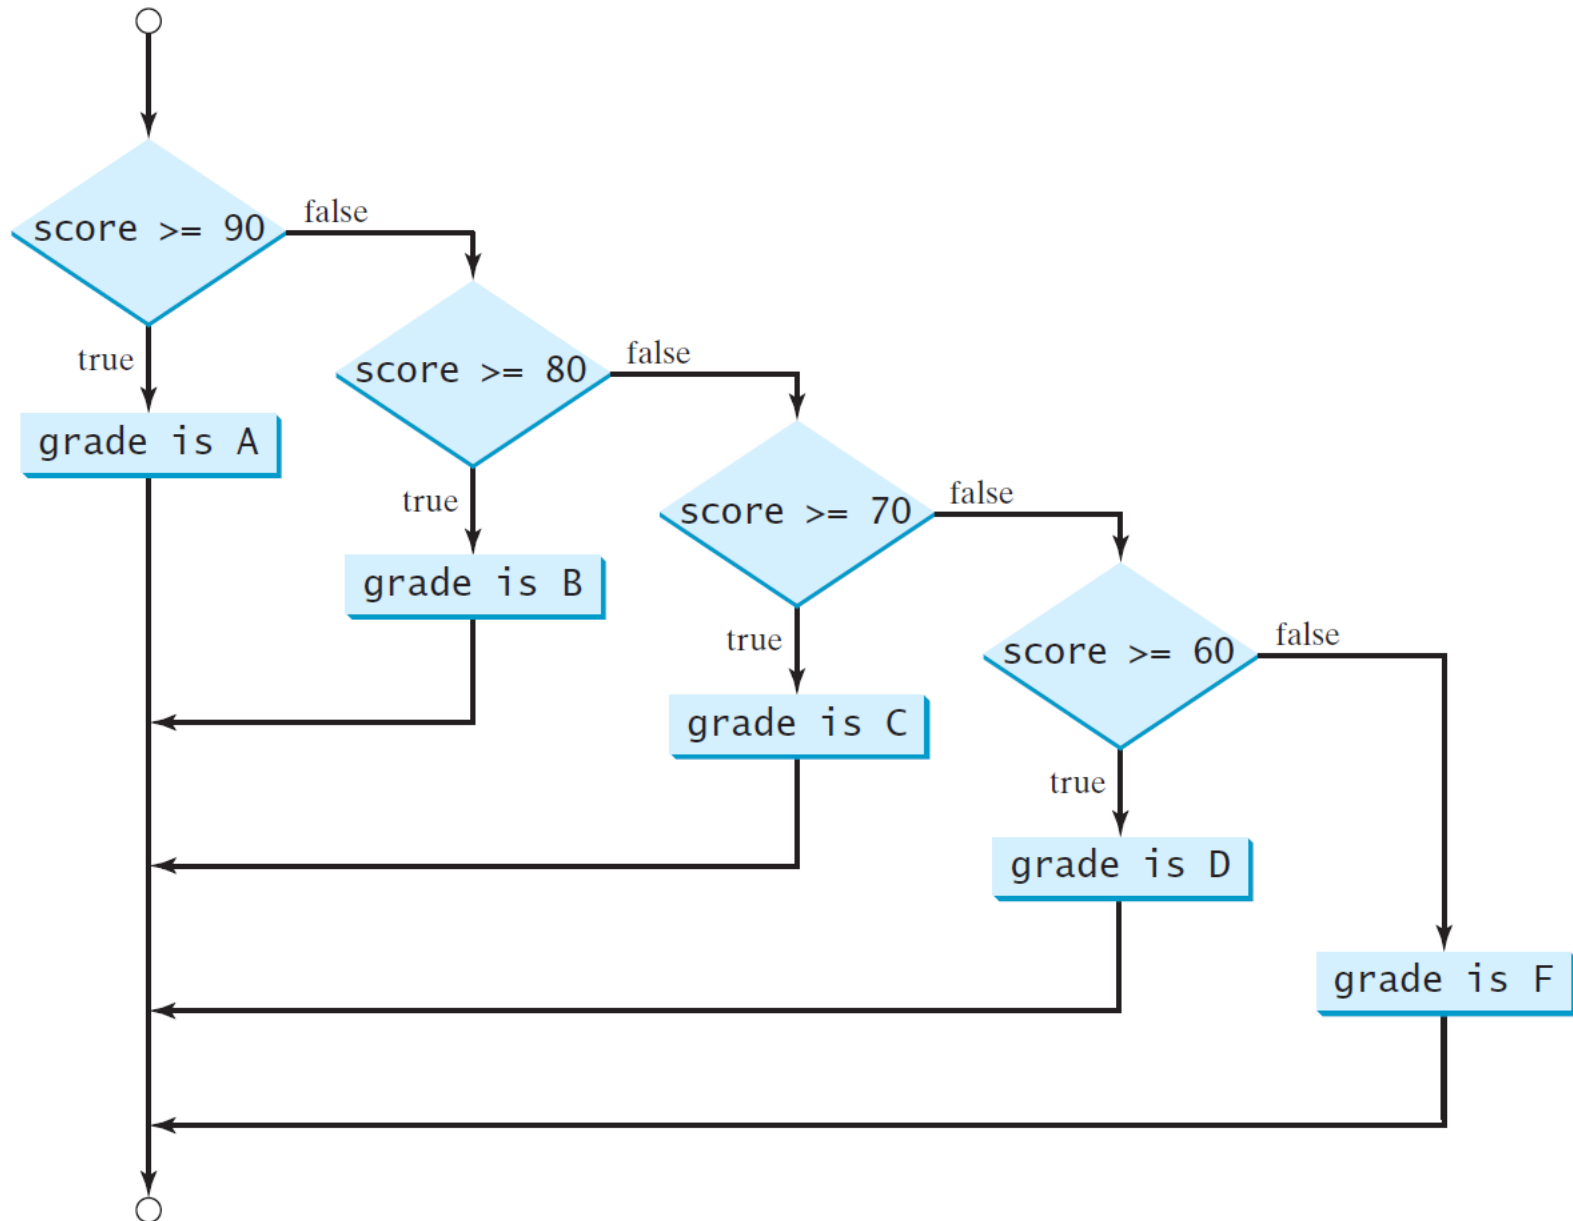 score >= 90
false
true
grade is A
score >= 80
false
true
grade is B
score >= 70
false
true
grade is C
score >= 60
false
true
grade is D
grade is F